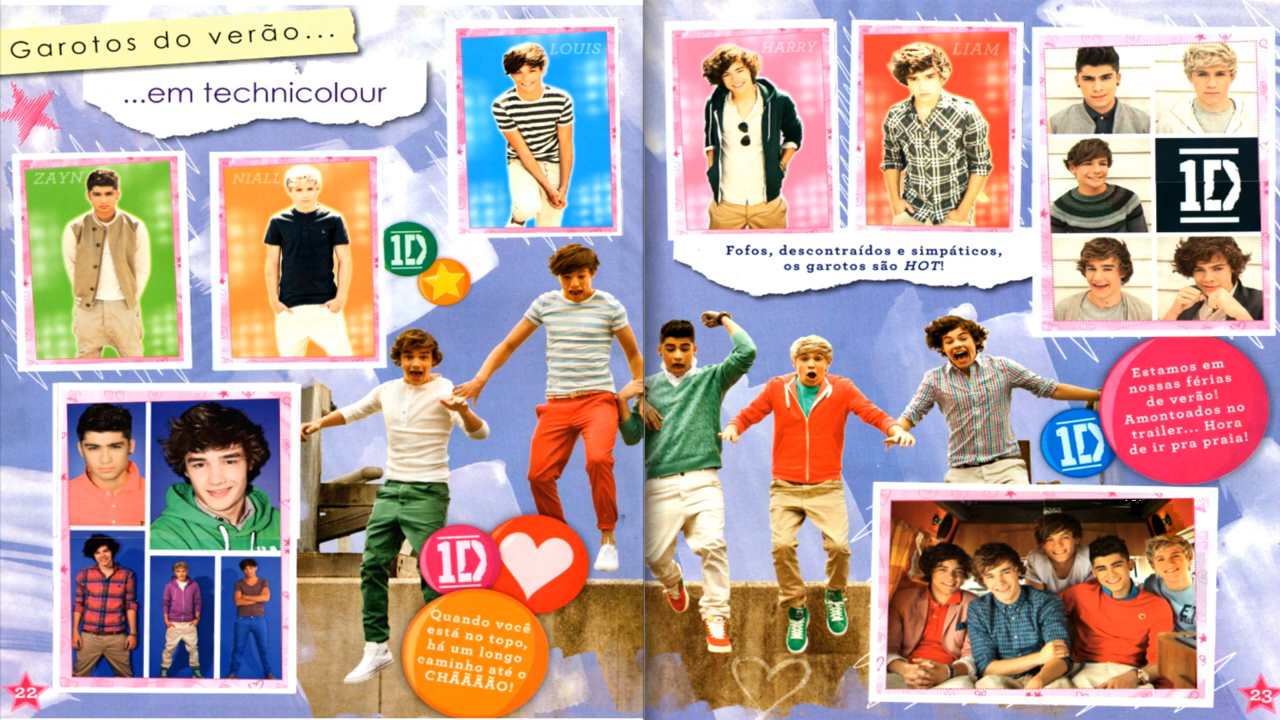 Garotos do verão...
...em technicolour
ZAYN
NIALL
LOUIS
1D
1D
Quando você
está no topo,
há um longo
caminho até o
CHÃÃÃÃO!
22
HARRY
LIAM
Fofos, descontraídos e simpáticos,
os garotos são HOT!
1D
1D
Estamos em
nossas férias
de verão!
Amontoados no
trailer... Hora
de ir pra praia!
23